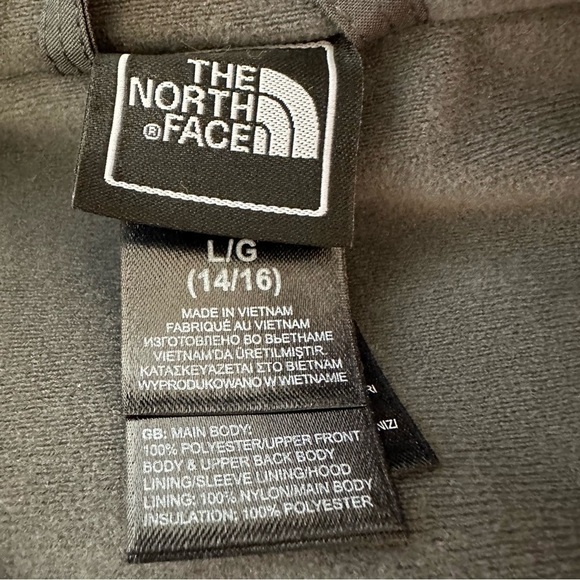 THE
NORTH
®FACE
L/G
(14/16)
MADE IN VIETNAM
FABRIQUÉ AU VIETNAM
ИЗГОТОВЛЕНО ВО ВЬЕТНАМЕ
VIETNAM'DA ÜRETILMIŞTIR.
ΚΑΤΑΣΚΕΥΑΖΕΤΑΙ ΣΤΟ ΒΙΕΤΝΑΜ
WYPRODUKOWANO W WIETNAMIE
GB: MAIN BODY:
100% POLYESTER/UPPER FRONT
BODY & UPPER BACK BODY
LINING/SLEEVE LINING/HOOD
LINING: 100% NYLON/MAIN BODY
INSULATION: 100% POLYESTER